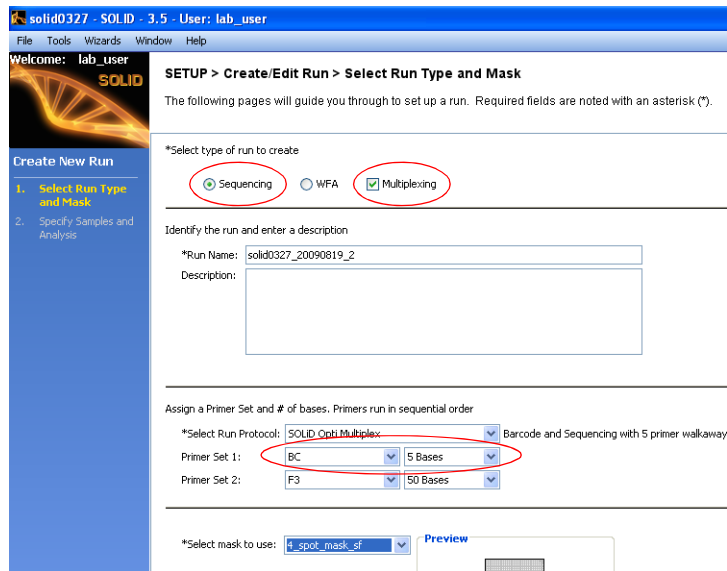 solid0327 - SOLiD - 3.5 - User: lab_user
File Tools Wizards Window Help
Welcome: lab_user
SOLiD
Create New Run
1. Select Run Type
and Mask
2. Specify Samples and
Analysis
SETUP > Create/Edit Run > Select Run Type and Mask
The following pages will guide you through to set up a run. Required fields are noted with an asterisk (*).
*Select type of run to create
Sequencing WFA Multiplexing
Identify the run and enter a description
*Run Name: solid0327_20090819_2
Description:
Assign a Primer Set and # of bases. Primers run in sequential order
*Select Run Protocol: SOLiD Opti Multiplex Barcode and Sequencing with 5 primer walkaway
Primer Set 1: BC 5 Bases
Primer Set 2: F3 50 Bases
*Select mask to use: 4_spot_mask_sf Preview